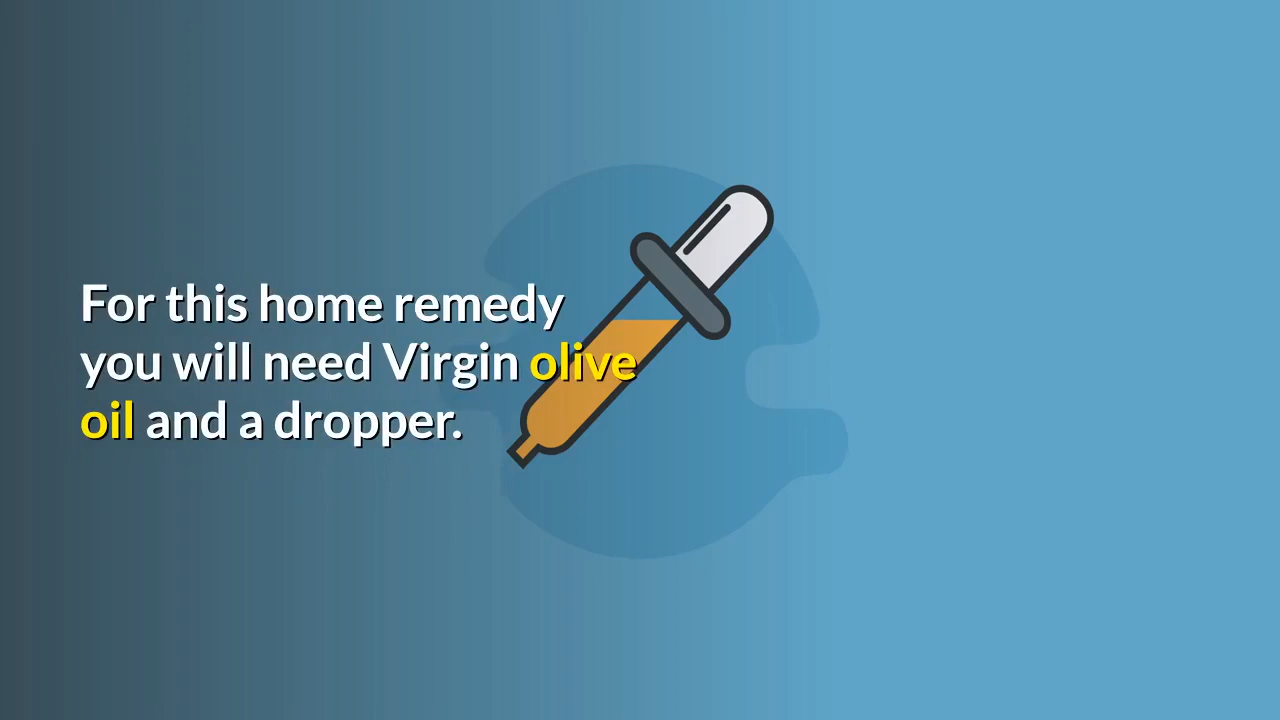 For this home remedy
you will need Virgin olive
oil and a dropper.